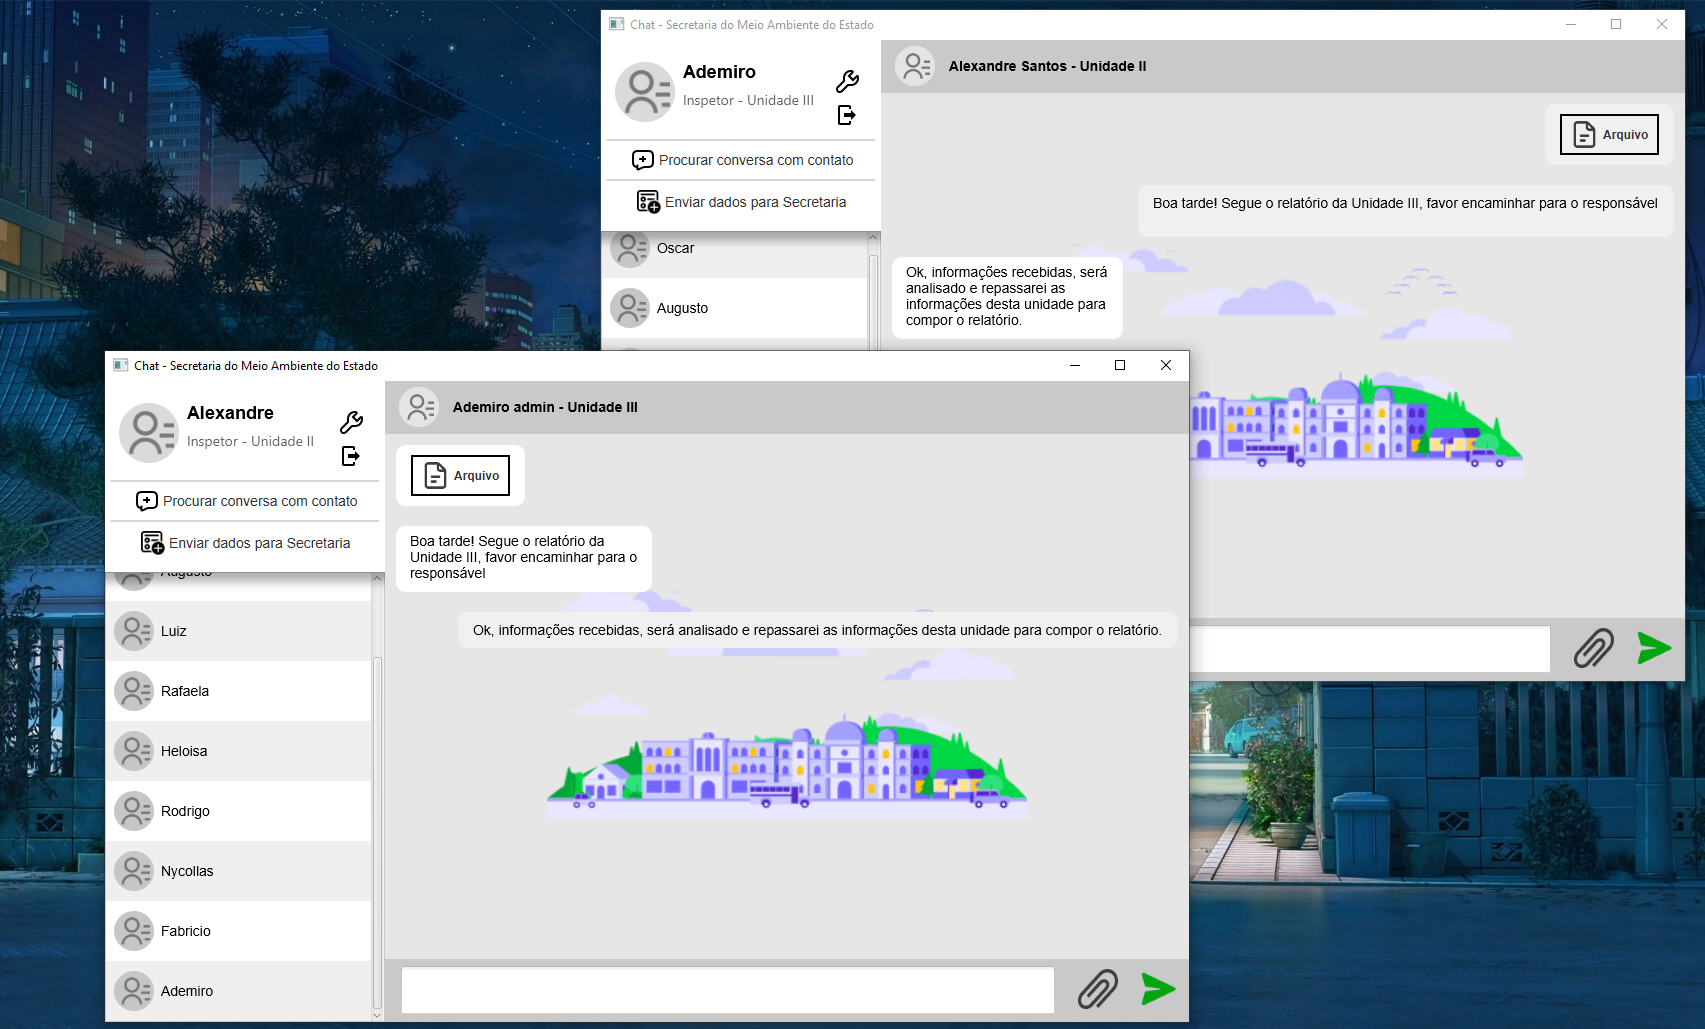 Chat - Secretaria do Meio Ambiente do Estado
Ademiro
Inspetor - Unidade III
Procurar conversa com contato
Enviar dados para Secretaria
Oscar
Augusto
Alexandre Santos - Unidade II
Arquivo
Boa tarde! Segue o relatório da Unidade III, favor encaminhar para o responsável
Ok, informações recebidas, será
analisado e repassarei as
informações desta unidade para
compor o relatório.
Chat - Secretaria do Meio Ambiente do Estado
Alexandre
Inspetor - Unidade II
Procurar conversa com contato
Enviar dados para Secretaria
Augusto
Luiz
Rafaela
Heloisa
Rodrigo
Nycollas
Fabricio
Ademiro
Ademiro admin - Unidade III
Arquivo
Boa tarde! Segue o relatório da
Unidade III, favor encaminhar para o
responsável
Ok, informações recebidas, será analisado e repassarei as informações desta unidade para compor o relatório.